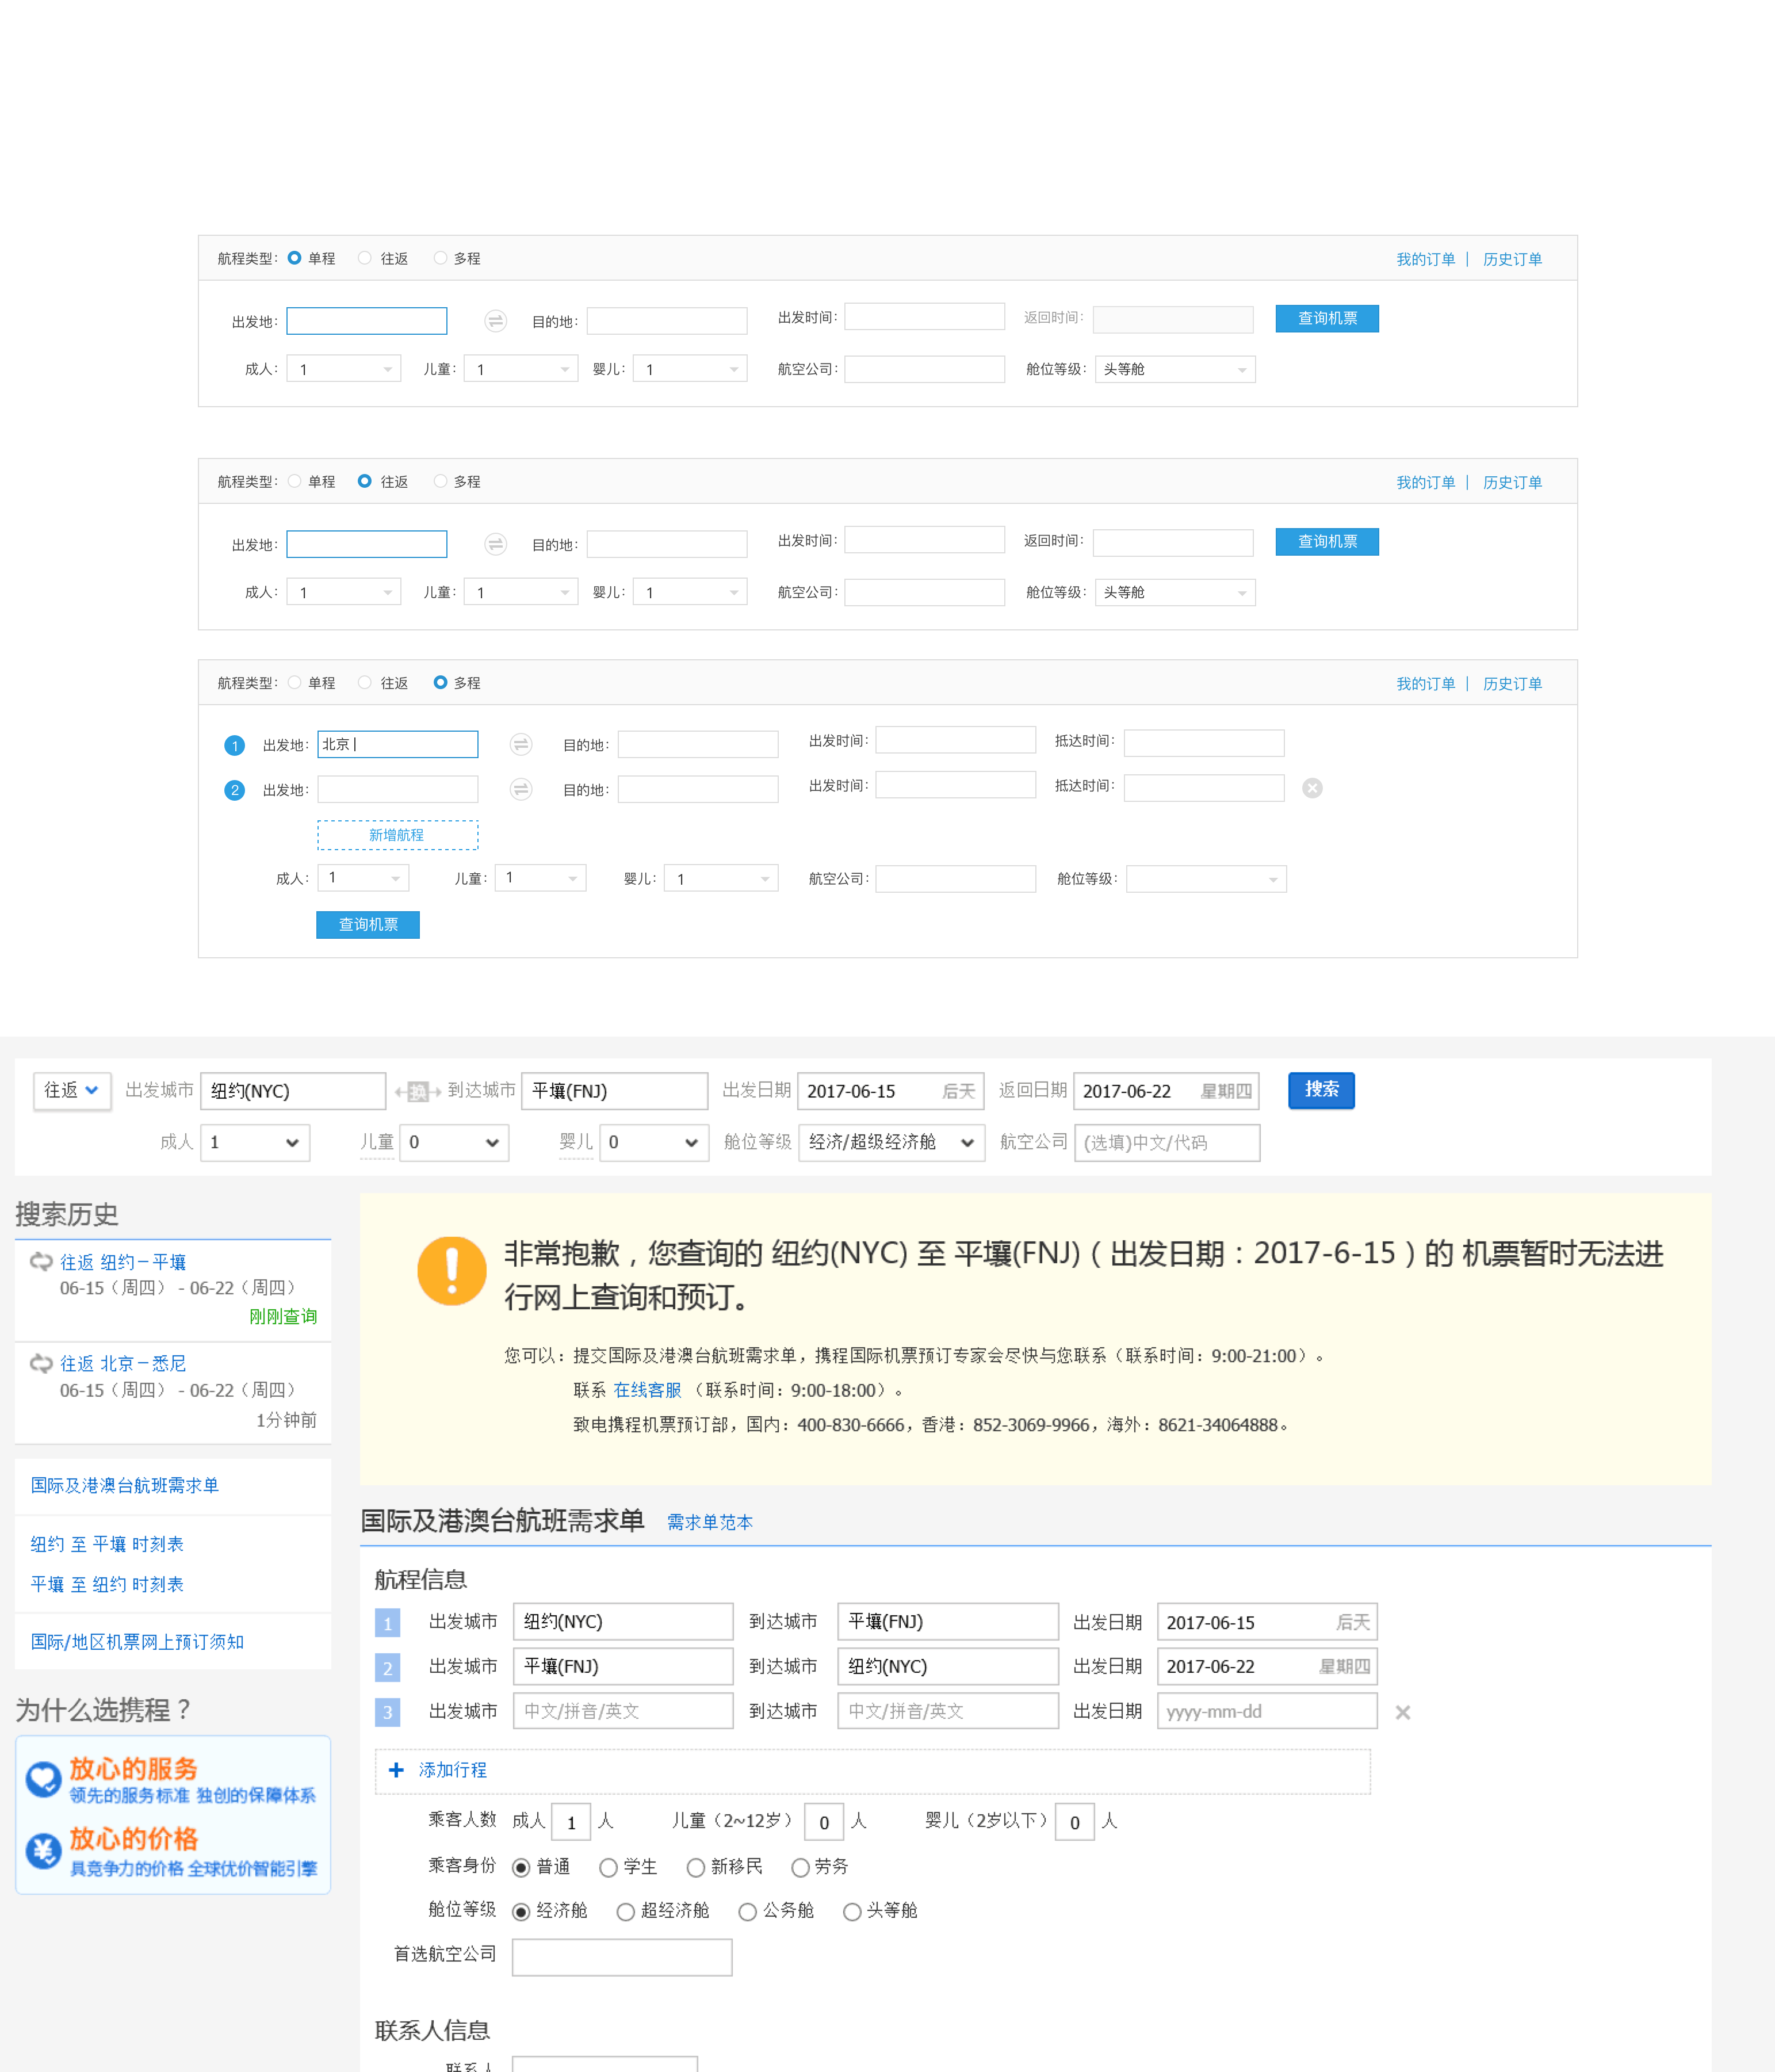 航程类型： 单程 往返 多程 我的订单 | 历史订单
出发地： 目的地： 出发时间： 返回时间： 查询机票
成人： 1 儿童： 1 婴儿： 1 航空公司： 舱位等级： 头等舱
航程类型： 单程 往返 多程 我的订单 | 历史订单
出发地： 目的地： 出发时间： 返回时间： 查询机票
成人： 1 儿童： 1 婴儿： 1 航空公司： 舱位等级： 头等舱
航程类型： 单程 往返 多程 我的订单 | 历史订单
1 出发地： 北京 目的地： 出发时间： 抵达时间：
2 出发地： 目的地： 出发时间： 抵达时间：
新增航程
成人： 1 儿童： 1 婴儿： 1 航空公司： 舱位等级：
查询机票
往返 出发城市 纽约(NYC) 换 到达城市 平壤(FNJ) 出发日期 2017-06-15 后天 返回日期 2017-06-22 星期四 搜索
成人 1 儿童 0 婴儿 0 舱位等级 经济/超级经济舱 航空公司 (选填)中文/代码
搜索历史
往返 纽约－平壤
06-15（周四） - 06-22（周四）
刚刚查询
往返 北京－悉尼
06-15（周四） - 06-22（周四）
1分钟前
国际及港澳台航班需求单
纽约 至 平壤 时刻表
平壤 至 纽约 时刻表
国际/地区机票网上预订须知
为什么选携程？
放心的服务
领先的服务标准 独创的保障体系
放心的价格
具竞争力的价格 全球优价智能引擎
非常抱歉，您查询的 纽约(NYC) 至 平壤(FNJ)（出发日期：2017-6-15）的 机票暂时无法进
行网上查询和预订。
您可以：提交国际及港澳台航班需求单，携程国际机票预订专家会尽快与您联系（联系时间：9:00-21:00）。
联系 在线客服 （联系时间：9:00-18:00）。
致电携程机票预订部，国内：400-830-6666，香港：852-3069-9966，海外：8621-34064888。
国际及港澳台航班需求单 需求单范本
航程信息
1 出发城市 纽约(NYC) 到达城市 平壤(FNJ) 出发日期 2017-06-15 后天
2 出发城市 平壤(FNJ) 到达城市 纽约(NYC) 出发日期 2017-06-22 星期四
3 出发城市 中文/拼音/英文 到达城市 中文/拼音/英文 出发日期 yyyy-mm-dd
添加行程
乘客人数 成人 1 人 儿童（2~12岁） 0 人 婴儿（2岁以下） 0 人
乘客身份 普通 学生 新移民 劳务
舱位等级 经济舱 超经济舱 公务舱 头等舱
首选航空公司
联系人信息
联系人